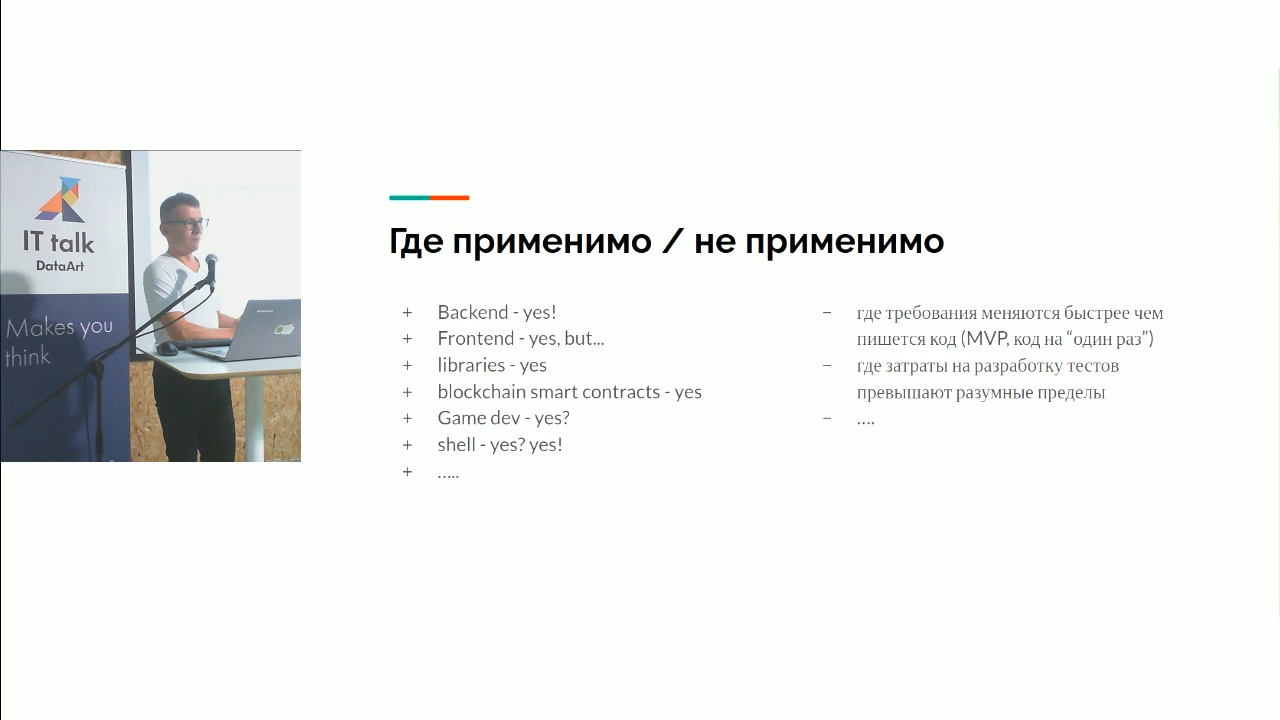 IT talk
DataArt
Makes you
think
Где применимо / не применимо
+ Backend - yes!
+ Frontend - yes, but...
+ libraries - yes
+ blockchain smart contracts - yes
+ Game dev - yes?
+ shell - yes? yes!
+ …..
− где требования меняются быстрее чем
пишется код (MVP, код на “один раз”)
− где затраты на разработку тестов
превышают разумные пределы
− ….